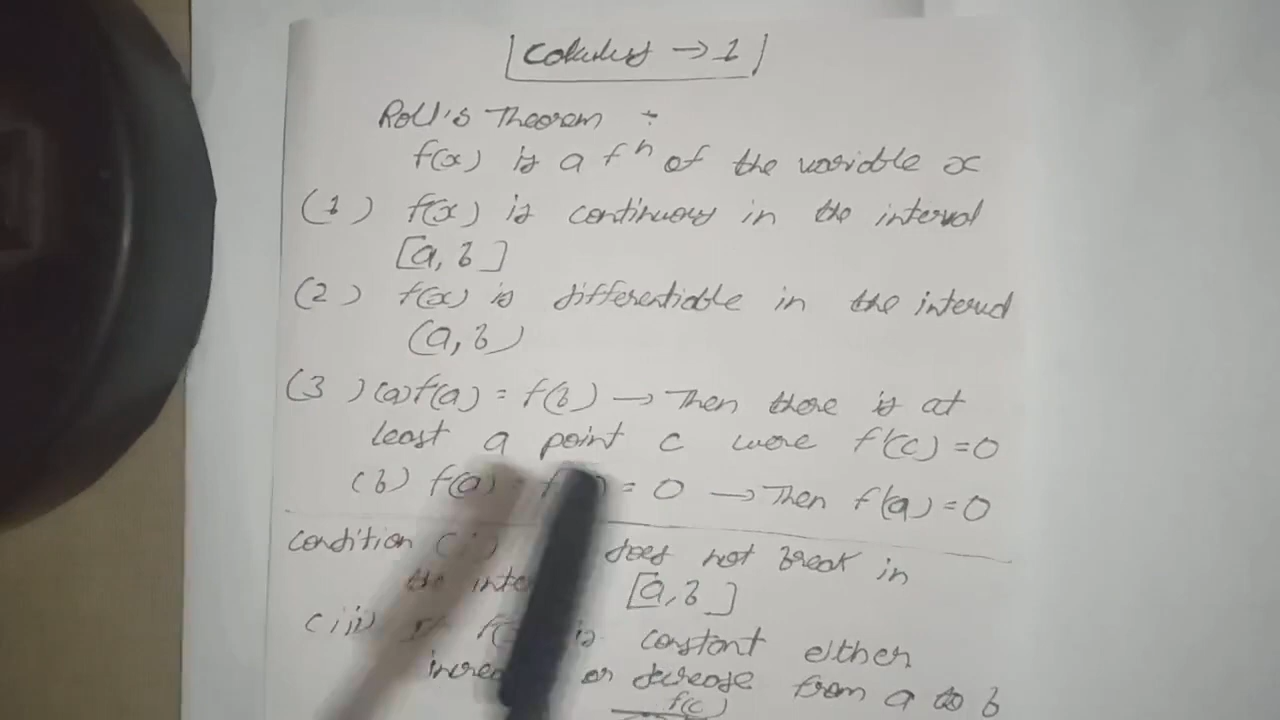 Calculus → 1
Roll's Theorem ÷
f(x) is a fn of the variable x
(1) f(x) is continuous in the interval
[a, b]
(2) f(x) is differentiable in the interval
(a, b)
(3) (a) f(a) = f(b) → Then there is at
least a point c were f'(c) = 0
(b) f(a) = 0 → Then f'(a) = 0
condition (i) does not break in
the [a, b]
(iii) is constant either
or decrease from a to b
f(c)